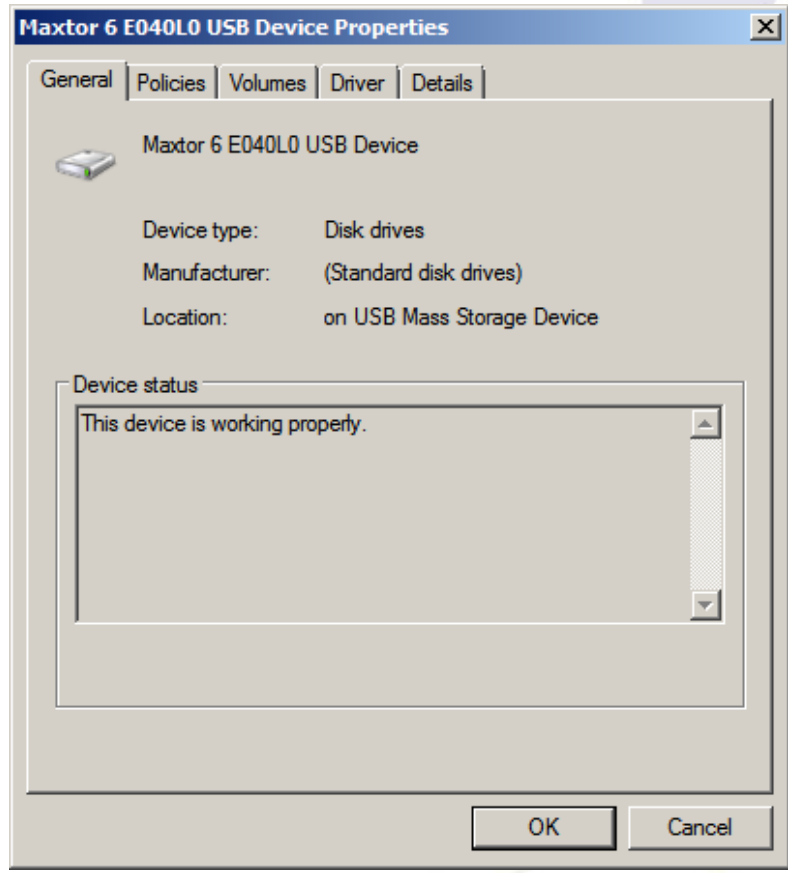 Maxtor 6 E040L0 USB Device Properties
General Policies Volumes Driver Details
Maxtor 6 E040L0 USB Device
Device type: Disk drives
Manufacturer: (Standard disk drives)
Location: on USB Mass Storage Device
Device status
This device is working properly.
OK Cancel